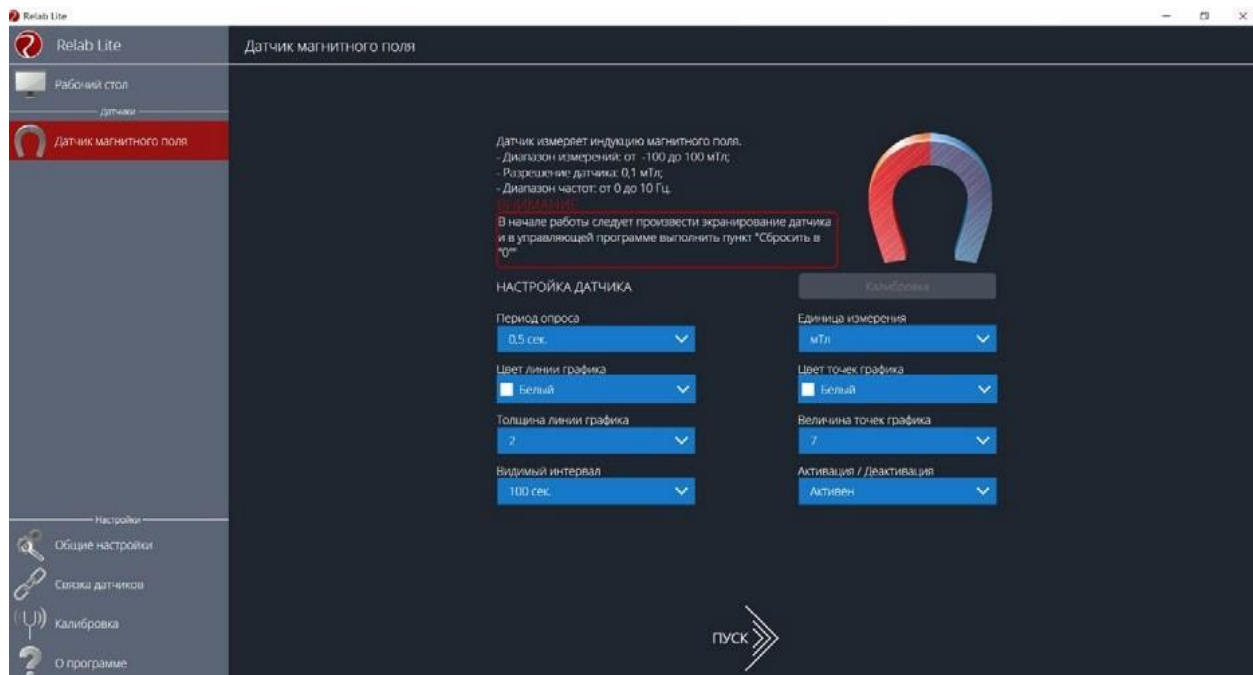 Relab Lite
Relab Lite
Датчик магнитного поля
Рабочий стол
Датчики
Датчик магнитного поля
Датчик измеряет индукцию магнитного поля.
- Диапазон измерений: от -100 до 100 мТл;
- Разрешение датчика: 0,1 мТл;
- Диапазон частот: от 0 до 10 Гц.
ВНИМАНИЕ
В начале работы следует произвести экранирование датчика
и в управляющей программе выполнить пункт "Сбросить в
"0""
НАСТРОЙКА ДАТЧИКА
Калибровка
Период опроса
Единица измерения
0,5 сек.
мТл
Цвет линии графика
Цвет точек графика
Белый
Белый
Толщина линии графика
Величина точек графика
2
7
Видимый интервал
Активация / Деактивация
100 сек.
Активен
Настройки
Общие настройки
Связка датчиков
Калибровка
О программе
ПУСК